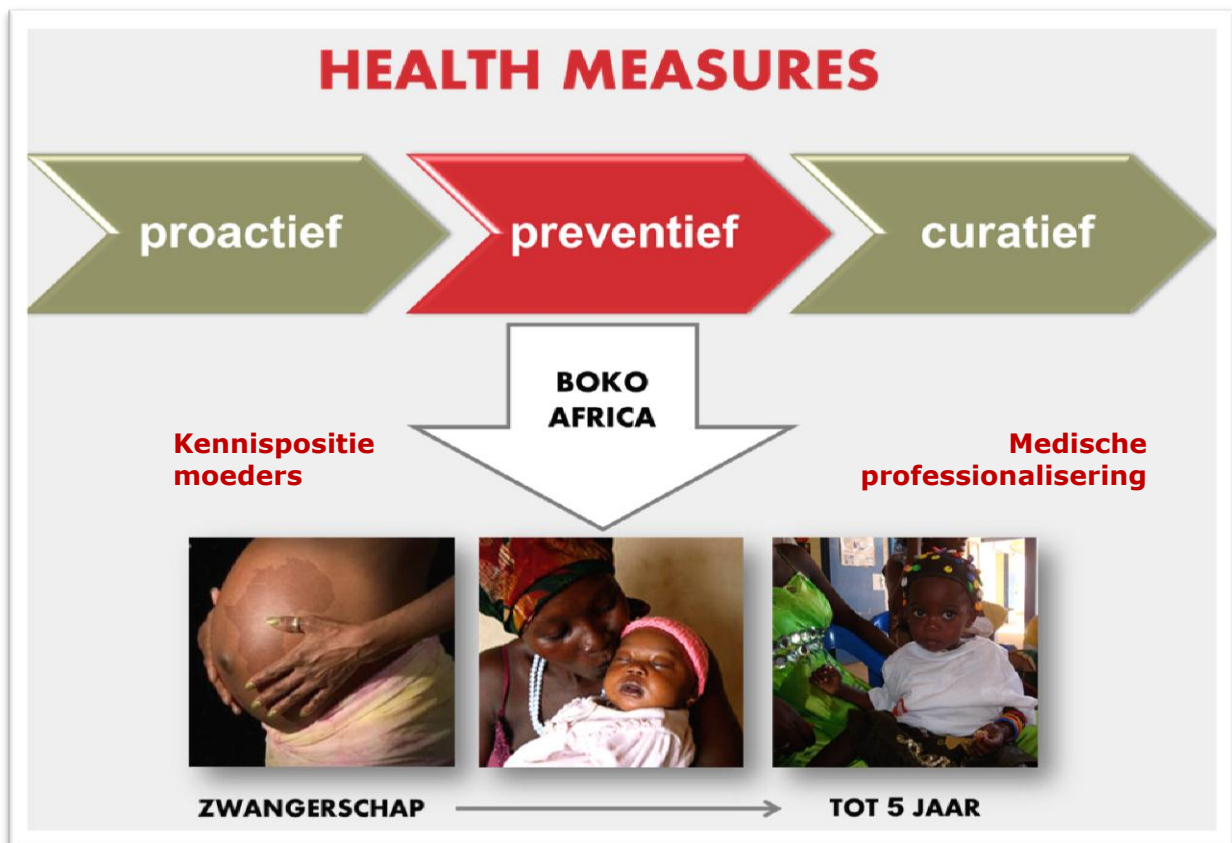 HEALTH MEASURES
proactief
preventief
curatief
BOKO
AFRICA
Kennispositie
moeders
Medische
professionalisering
ZWANGERSCHAP
TOT 5 JAAR